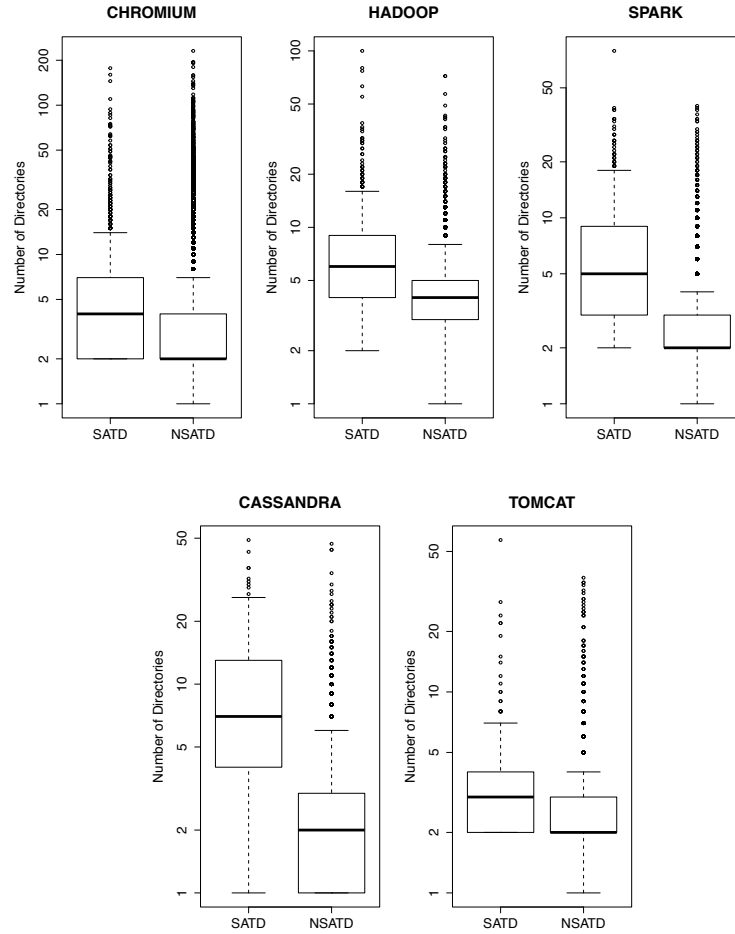 CHROMIUM
Number of Directories
1 2 5 10 20 50 100 200
SATD NSATD
HADOOP
Number of Directories
1 2 5 10 20 50 100
SATD NSATD
SPARK
Number of Directories
1 2 5 10 20 50
SATD NSATD
CASSANDRA
Number of Directories
1 2 5 10 20 50
SATD NSATD
TOMCAT
Number of Directories
1 2 5 10 20 50
SATD NSATD